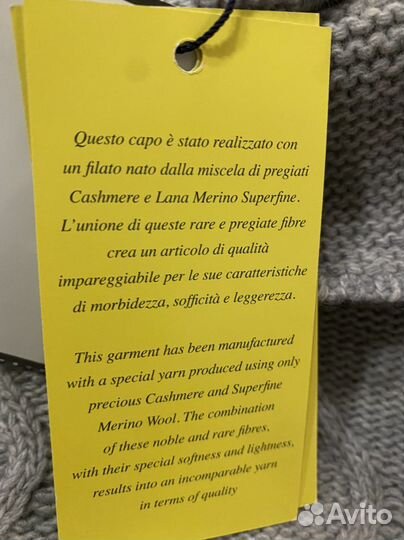 Questo capo è stato realizzato con
un filato nato dalla miscela di pregiati
Cashmere e Lana Merino Superfine.
L'unione di queste rare e pregiate fibre
crea un articolo di qualità
impareggiabile per le sue caratteristiche
di morbidezza, sofficità e leggerezza.
This garment has been manufactured
with a special yarn produced using only
precious Cashmere and Superfine
Merino Wool. The combination
of these noble and rare fibres,
with their special softness and lightness,
results into an incomparable yarn
in terms of quality
Avito